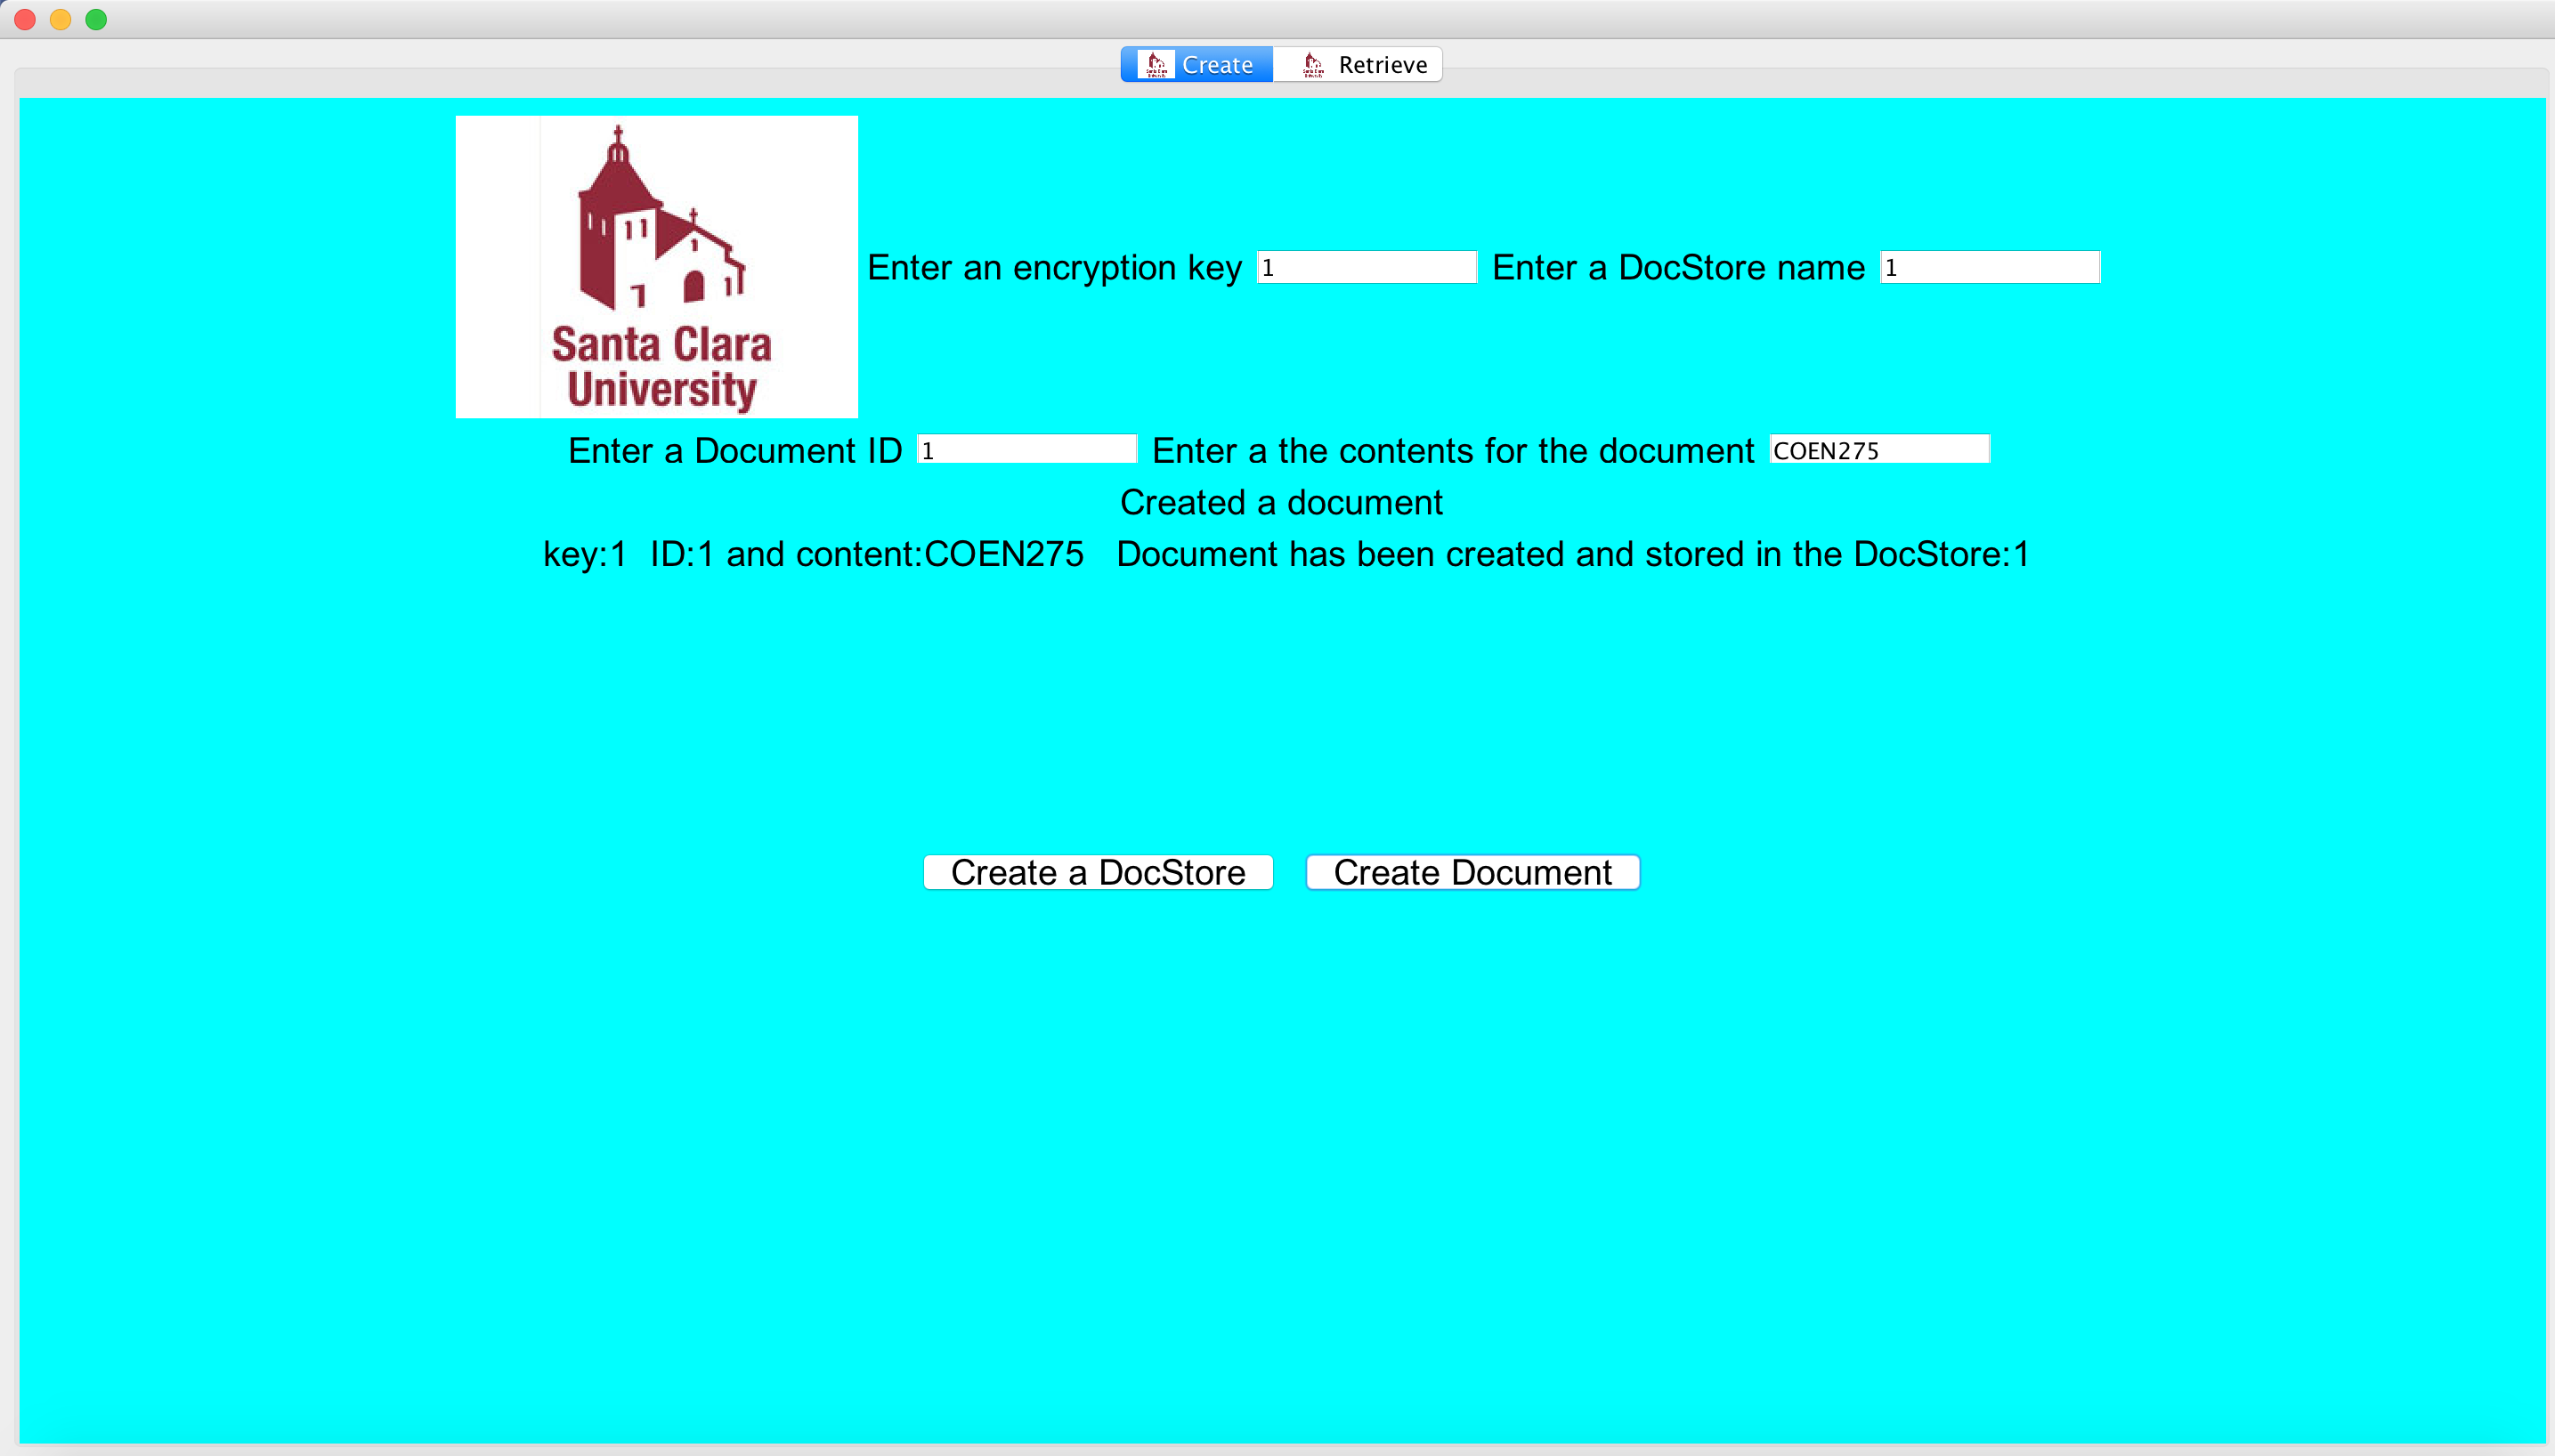 Create Retrieve
Santa Clara
University
Enter an encryption key 1 Enter a DocStore name 1
Enter a Document ID 1 Enter a the contents for the document COEN275
Created a document
key:1 ID:1 and content:COEN275 Document has been created and stored in the DocStore:1
Create a DocStore Create Document